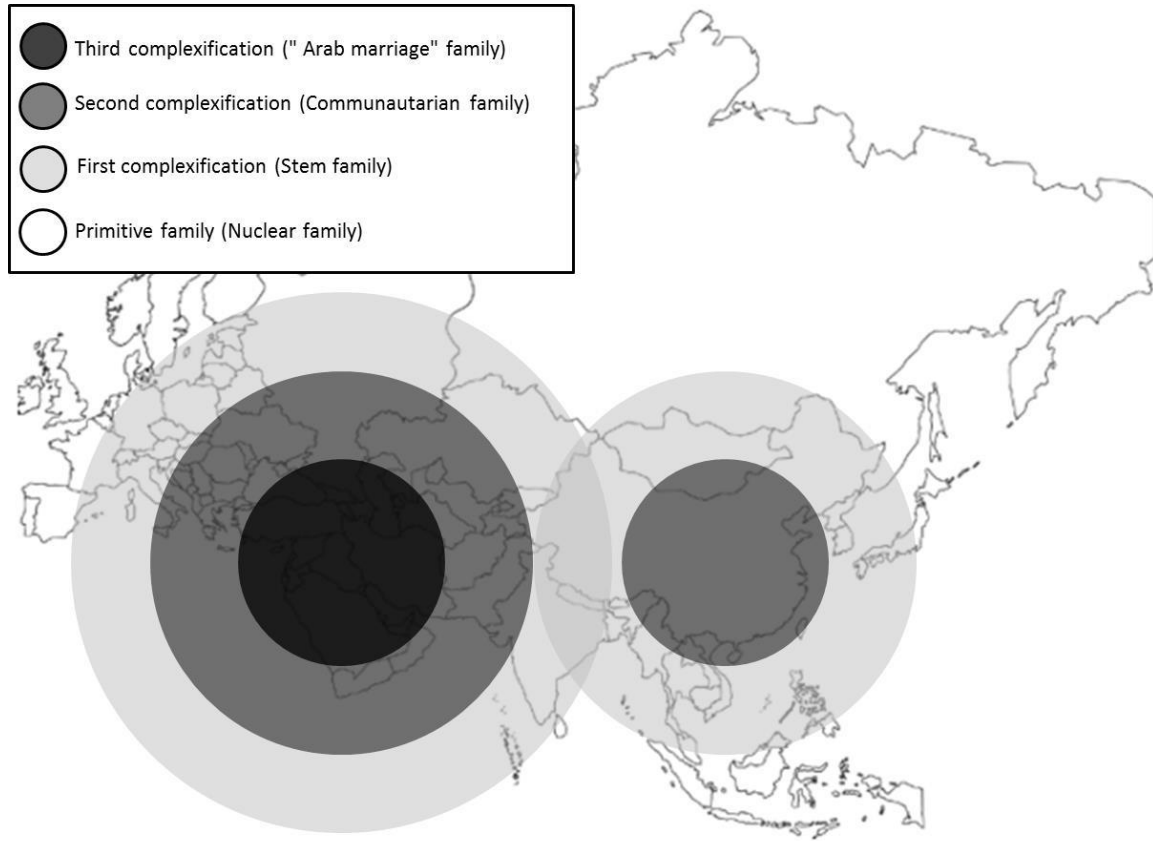 Third complexification (" Arab marriage" family)
Second complexification (Communautarian family)
First complexification (Stem family)
Primitive family (Nuclear family)